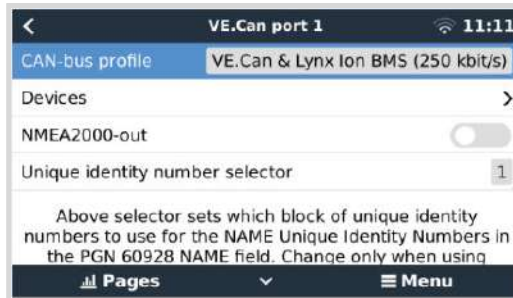 VE.Can port 1 11:11
CAN-bus profile VE.Can & Lynx Ion BMS (250 kbit/s)
Devices
NMEA2000-out
Unique identity number selector 1
Above selector sets which block of unique identity
numbers to use for the NAME Unique Identity Numbers in
the PGN 60928 NAME field. Change only when using
Pages Menu